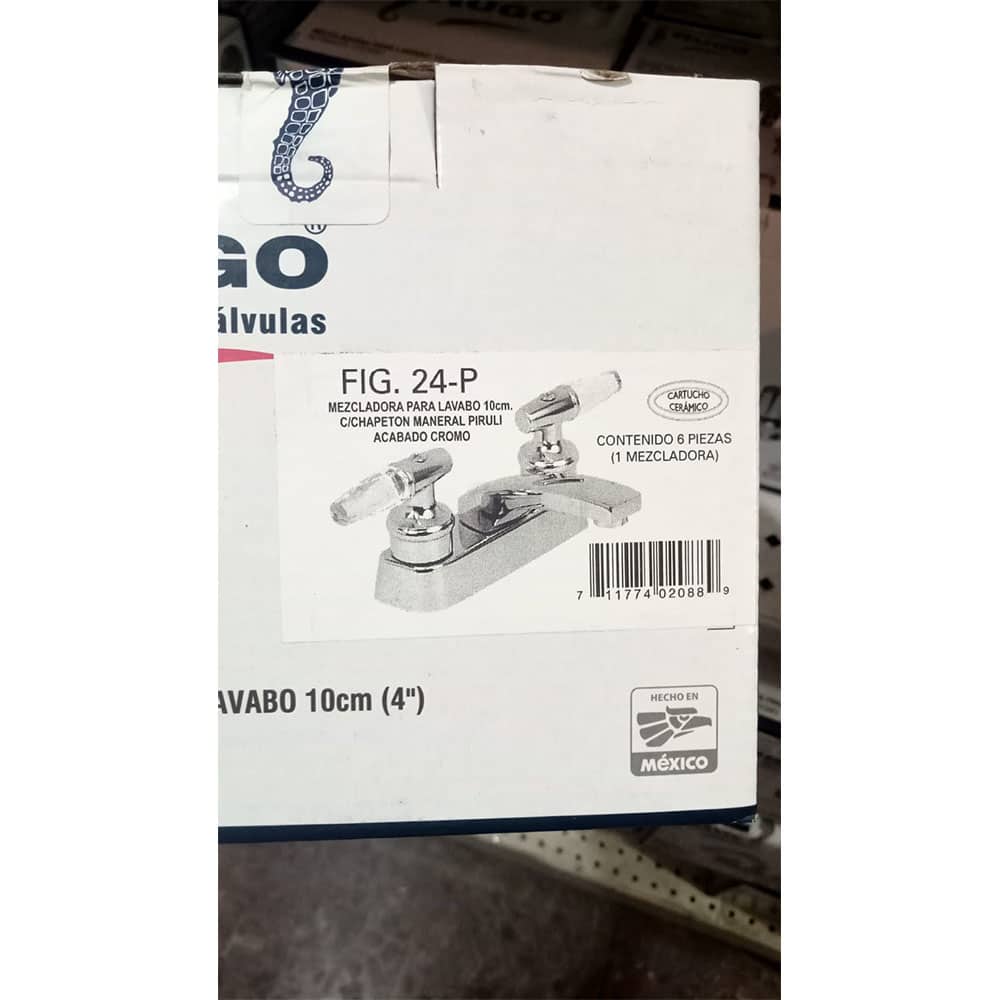 GO®
álvulas
FIG. 24-P
MEZCLADORA PARA LAVABO 10cm.
C/CHAPETON MANERAL PIRULI
ACABADO CROMO
CARTUCHO
CERÁMICO
CONTENIDO 6 PIEZAS
(1 MEZCLADORA)
7 11774 02088 9
AVABO 10cm (4")
HECHO EN
MéXICO